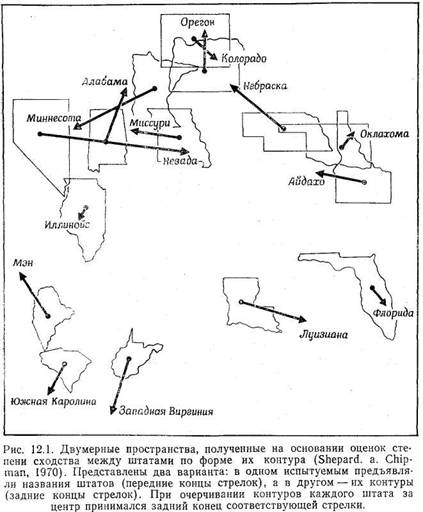 Орегон
Колорадо
Алабама
Небраска
Миннесота
Миссури
Оклахома
Невада
Айдахо
Иллинойс
Мэн
Флорида
Луизиана
Южная Каролина
Западная Виргиния
Рис. 12.1. Двумерные пространства, полученные на основании оценок сте-
пени сходства между штатами по форме их контура (Shepard. a. Chip-
man, 1970). Представлены два варианта: в одном испытуемым предъявля-
ли названия штатов (передние концы стрелок), а в другом — их контуры
(задние концы стрелок). При очерчивании контуров каждого штата за
центр принимался задний конец соответствующей стрелки.